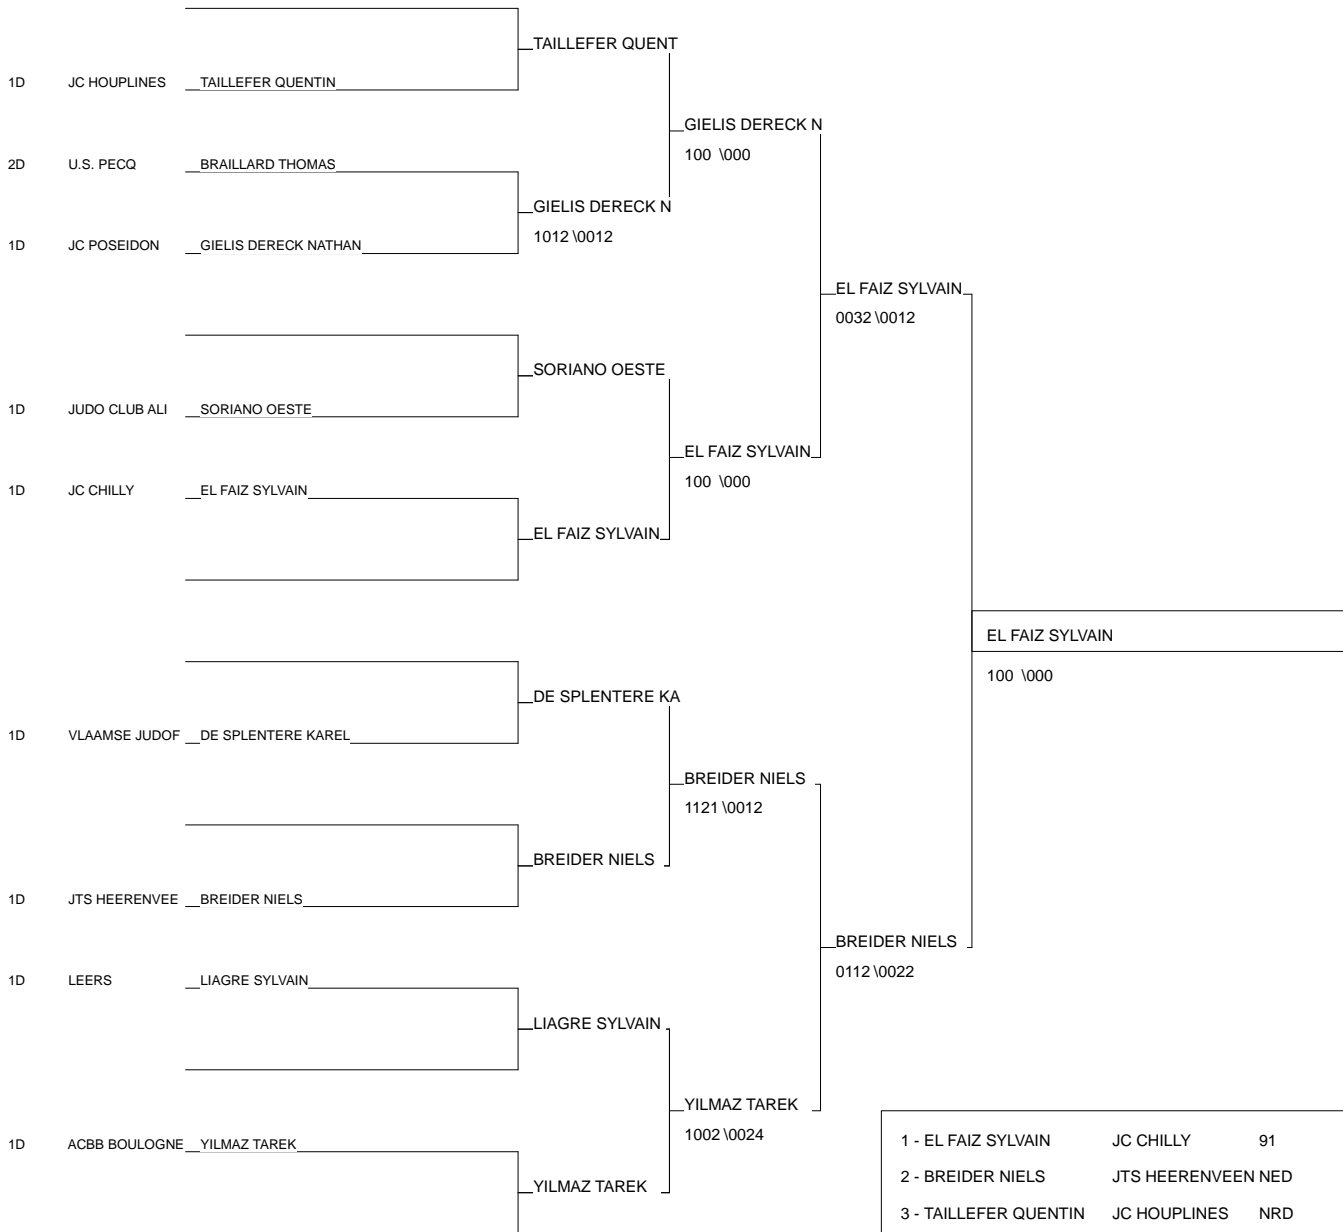 TAILLEFER QUENT
1D JC HOUPLINES TAILLEFER QUENTIN
GIELIS DERECK N
100 \000
2D U.S. PECQ BRAILLARD THOMAS
GIELIS DERECK N
1012 \0012
1D JC POSEIDON GIELIS DERECK NATHAN
EL FAIZ SYLVAIN
0032 \0012
SORIANO OESTE
1D JUDO CLUB ALI SORIANO OESTE
EL FAIZ SYLVAIN
100 \000
1D JC CHILLY EL FAIZ SYLVAIN
EL FAIZ SYLVAIN
EL FAIZ SYLVAIN
100 \000
DE SPLENTERE KA
1D VLAAMSE JUDOF DE SPLENTERE KAREL
BREIDER NIELS
1121 \0012
BREIDER NIELS
1D JTS HEERENVEE BREIDER NIELS
BREIDER NIELS
0112 \0022
1D LEERS LIAGRE SYLVAIN
LIAGRE SYLVAIN
YILMAZ TAREK
1002 \0024
1D ACBB BOULOGNE YILMAZ TAREK
YILMAZ TAREK
1 - EL FAIZ SYLVAIN JC CHILLY 91
2 - BREIDER NIELS JTS HEERENVEEN NED
3 - TAILLEFER QUENTIN JC HOUPLINES NRD